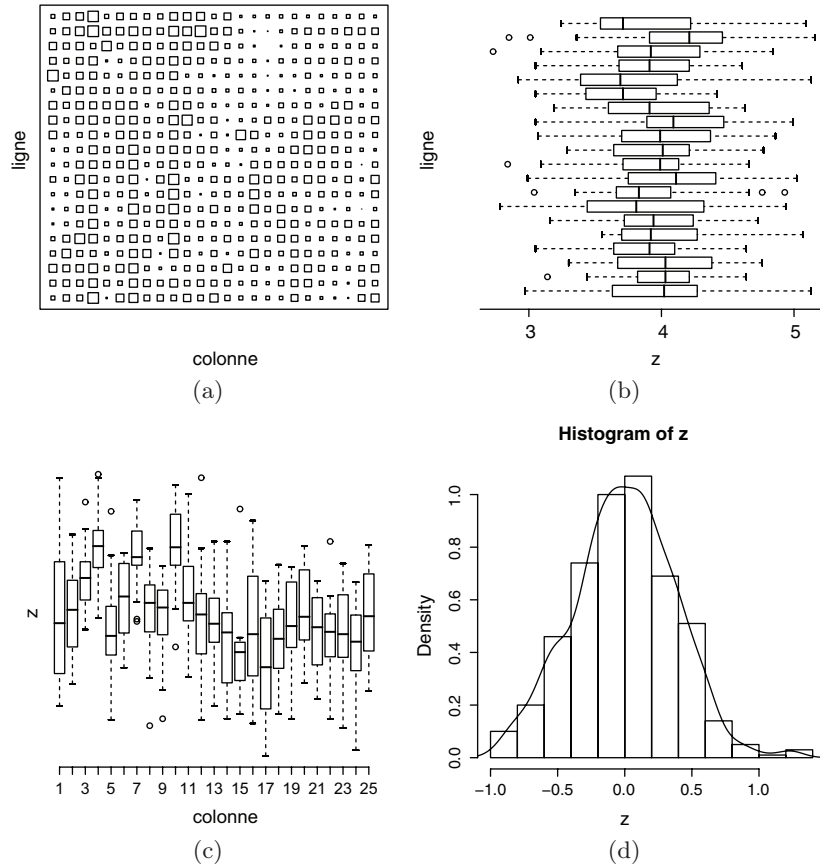 ligne
colonne
(a)
ligne
3 4 5
z
(b)
z
1 3 5 7 9 11 13 15 17 19 21 23 25
colonne
(c)
Histogram of z
Density
0.0 0.2 0.4 0.6 0.8 1.0
−1.0 −0.5 0.0 0.5 1.0
z
(d)